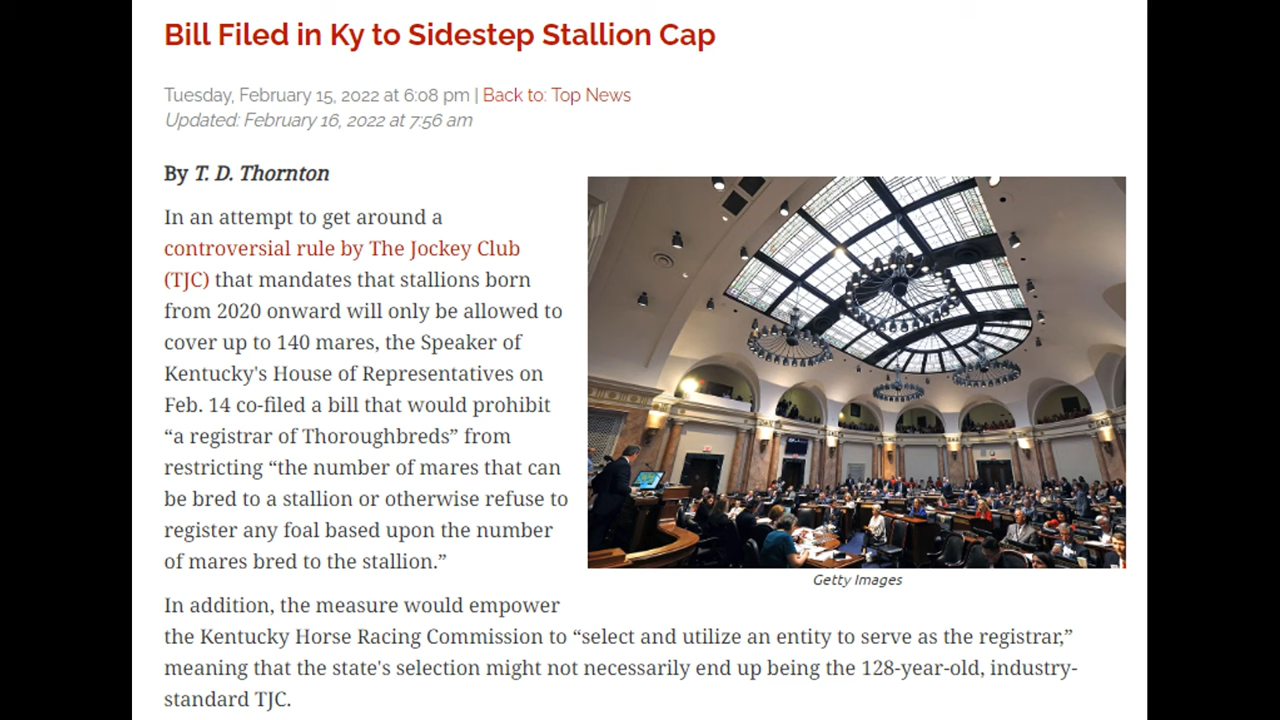 Bill Filed in Ky to Sidestep Stallion Cap
Tuesday, February 15, 2022 at 6:08 pm | Back to: Top News
Updated: February 16, 2022 at 7:56 am
By T. D. Thornton
In an attempt to get around a
controversial rule by The Jockey Club
(TJC) that mandates that stallions born
from 2020 onward will only be allowed to
cover up to 140 mares, the Speaker of
Kentucky's House of Representatives on
Feb. 14 co-filed a bill that would prohibit
“a registrar of Thoroughbreds” from
restricting “the number of mares that can
be bred to a stallion or otherwise refuse to
register any foal based upon the number
of mares bred to the stallion.”
Getty Images
In addition, the measure would empower
the Kentucky Horse Racing Commission to “select and utilize an entity to serve as the registrar,”
meaning that the state's selection might not necessarily end up being the 128-year-old, industry-
standard TJC.